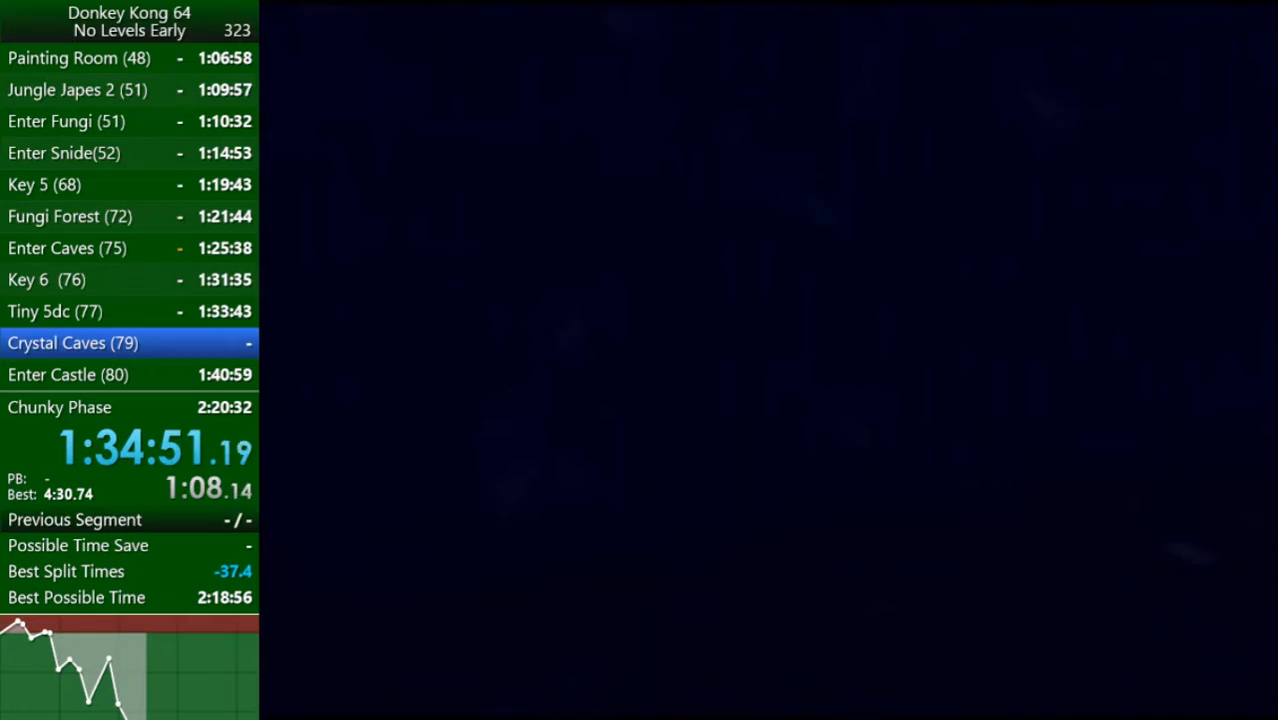 Donkey Kong 64
No Levels Early 323
Painting Room (48) - 1:06:58
Jungle Japes 2 (51) - 1:09:57
Enter Fungi (51) - 1:10:32
Enter Snide(52) - 1:14:53
Key 5 (68) - 1:19:43
Fungi Forest (72) - 1:21:44
Enter Caves (75) - 1:25:38
Key 6 (76) - 1:31:35
Tiny 5dc (77) - 1:33:43
Crystal Caves (79) -
Enter Castle (80) 1:40:59
Chunky Phase 2:20:32
1:34:51.19
PB: -
Best: 4:30.74 1:08.14
Previous Segment - / -
Possible Time Save -
Best Split Times -37.4
Best Possible Time 2:18:56